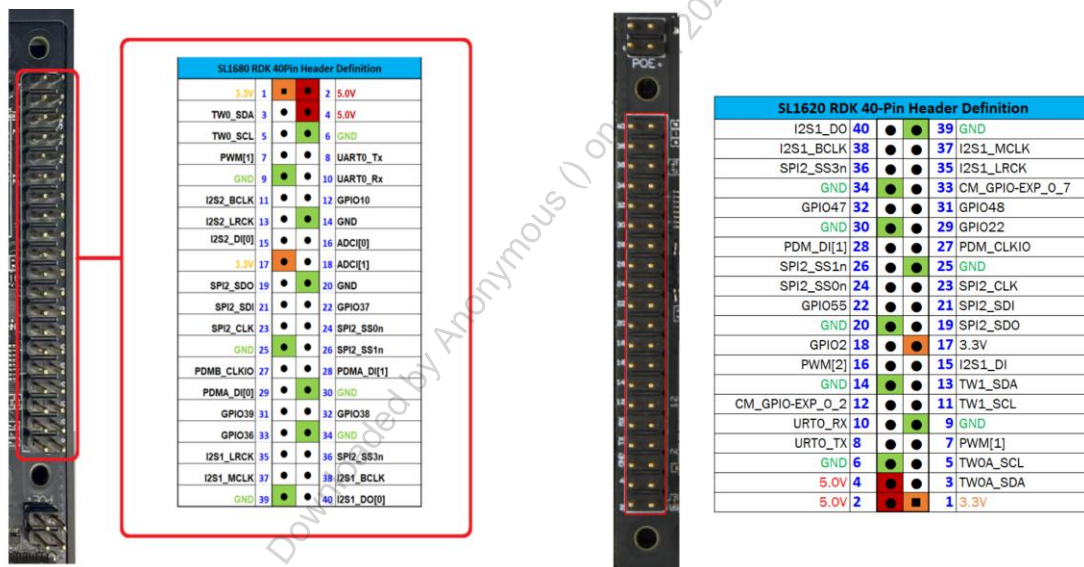 SL1680 RDK 40Pin Header Definition
3.3V 1 2 5.0V
TW0_SDA 3 4 5.0V
TW0_SCL 5 6 GND
PWM[1] 7 8 UART0_Tx
GND 9 10 UART0_Rx
I2S2_BCLK 11 12 GPIO10
I2S2_LRCK 13 14 GND
I2S2_DI[0] 15 16 ADCI[0]
3.3V 17 18 ADCI[1]
SPI2_SDO 19 20 GND
SPI2_SDI 21 22 GPIO37
SPI2_CLK 23 24 SPI2_SS0n
GND 25 26 SPI2_SS1n
PDMB_CLKIO 27 28 PDMA_DI[1]
PDMA_DI[0] 29 30 GND
GPIO39 31 32 GPIO38
GPIO36 33 34 GND
I2S1_LRCK 35 36 SPI2_SS3n
I2S1_MCLK 37 38 I2S1_BCLK
GND 39 40 I2S1_DO[0]
POE+
SL1620 RDK 40-Pin Header Definition
I2S1_DO 40 39 GND
I2S1_BCLK 38 37 I2S1_MCLK
SPI2_SS3n 36 35 I2S1_LRCK
GND 34 33 CM_GPIO-EXP_0_7
GPIO47 32 31 GPIO48
GND 30 29 GPIO22
PDM_DI[1] 28 27 PDM_CLKIO
SPI2_SS1n 26 25 GND
SPI2_SS0n 24 23 SPI2_CLK
GPIO55 22 21 SPI2_SDI
GND 20 19 SPI2_SDO
GPIO2 18 17 3.3V
PWM[2] 16 15 I2S1_DI
GND 14 13 TW1_SDA
CM_GPIO-EXP_0_2 12 11 TW1_SCL
URT0_RX 10 9 GND
URT0_TX 8 7 PWM[1]
GND 6 5 TW0A_SCL
5.0V 4 3 TW0A_SDA
5.0V 2 1 3.3V
Downloaded by Anonymous () on